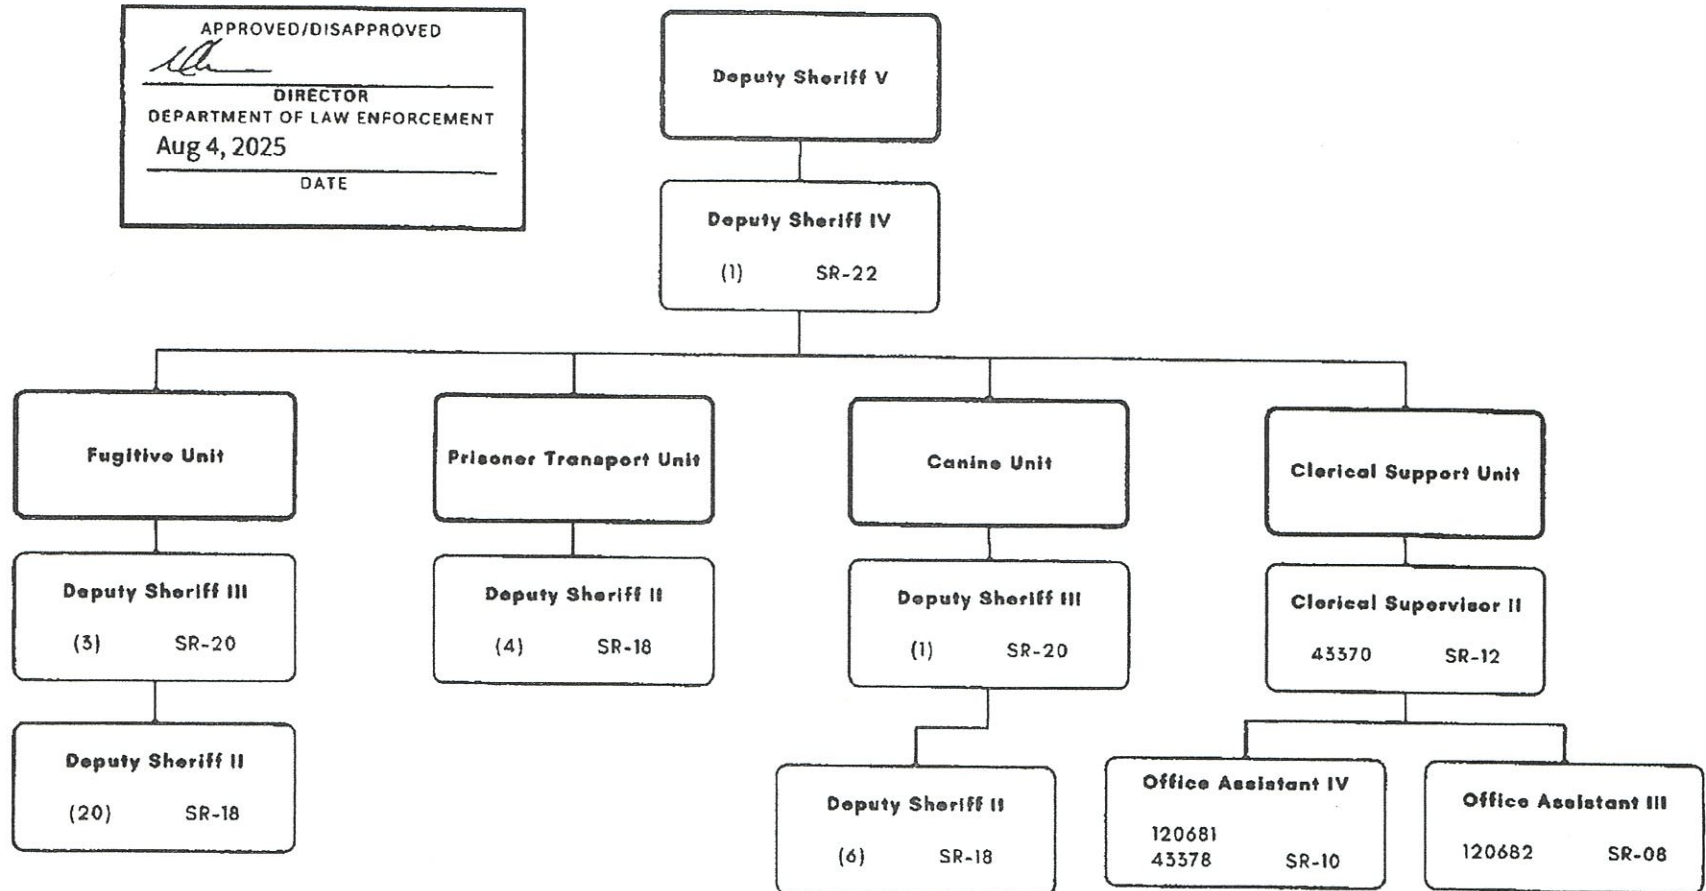 APPROVED/DISAPPROVED
DIRECTOR
DEPARTMENT OF LAW ENFORCEMENT
Aug 4, 2025
DATE
Deputy Sheriff V
Deputy Sheriff IV
(1) SR-22
Fugitive Unit
Deputy Sheriff III
(3) SR-20
Deputy Sheriff II
(20) SR-18
Prisoner Transport Unit
Deputy Sheriff II
(4) SR-18
Canine Unit
Deputy Sheriff III
(1) SR-20
Deputy Sheriff II
(6) SR-18
Clerical Support Unit
Clerical Supervisor II
43370 SR-12
Office Assistant IV
120681
43378 SR-10
Office Assistant III
120682 SR-08